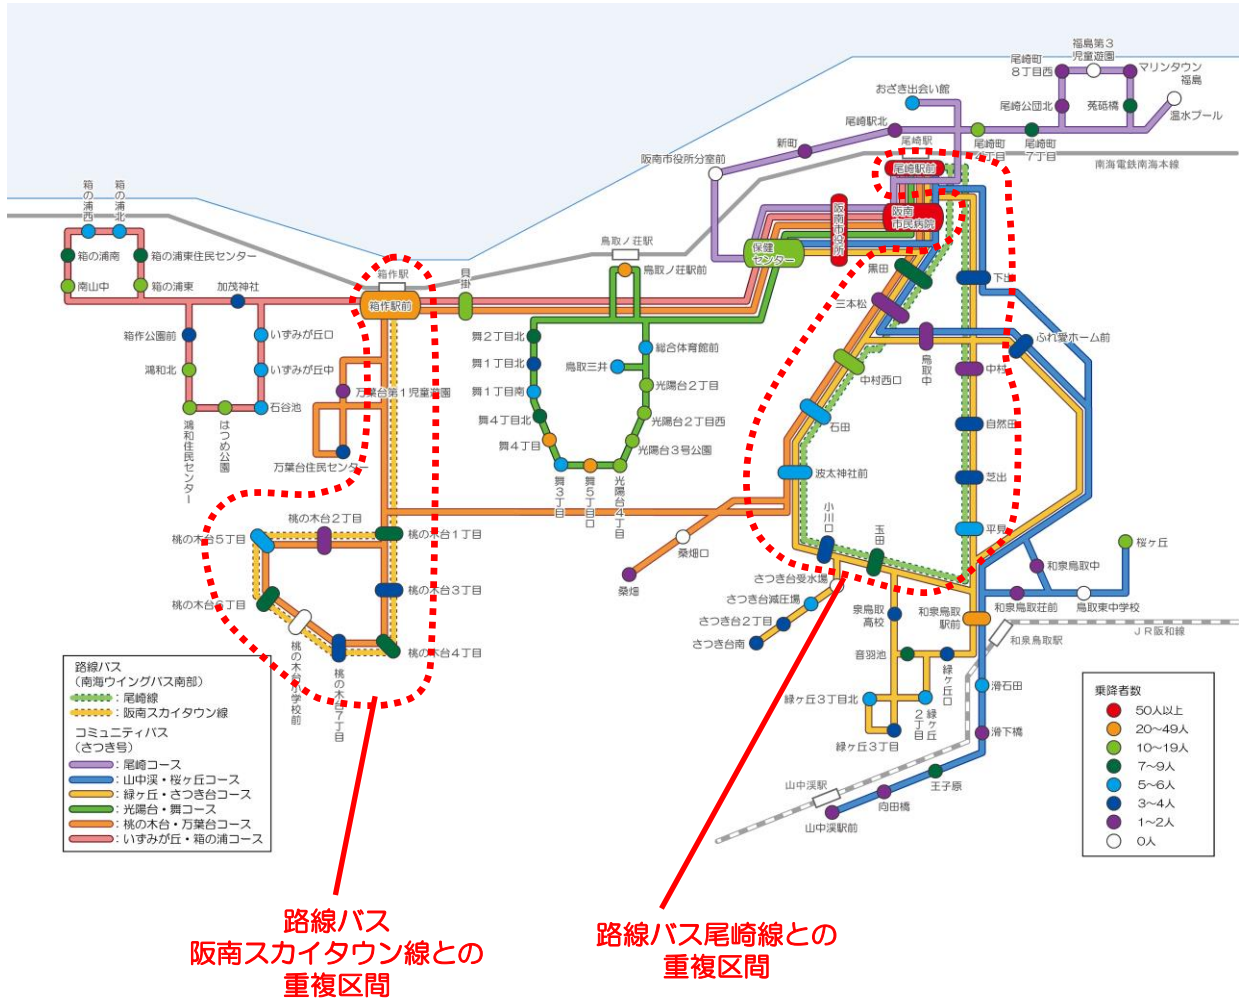 福島第3
児童遊園
尾崎町
8丁目西
マリンタウン
福島
おざき出会い館
尾崎公団北
菟砥橋
温水プール
尾崎駅北
新町
尾崎駅
尾崎町
4丁目
尾崎町
7丁目
阪南市役所分室前
南海電鉄南海本線
尾崎駅前
箱の浦西
箱の浦北
阪南市役所
阪南
市民病院
鳥取ノ荘駅
保健
センター
箱の浦南
箱の浦東住民センター
黒田
下出
南山中
箱の浦東
加茂神社
箱作駅
貝掛
鳥取ノ荘駅前
箱作駅前
三本松
箱作公園前
いずみが丘口
舞2丁目北
総合体育館前
鳥取中
ふれ愛ホーム前
鴻和北
いずみが丘中
舞1丁目北
鳥取三井
中村西口
中村
万葉台第1児童遊園
舞1丁目南
光陽台2丁目
石谷池
舞4丁目北
光陽台2丁目西
石田
自然田
鴻和住民センター
はつめ公園
舞4丁目
光陽台3号公園
万葉台住民センター
舞3丁目
舞5丁目口
光陽台4丁目
波太神社前
芝出
桃の木台2丁目
小川口
玉田
桃の木台5丁目
桃の木台1丁目
桑畑口
平見
桜ヶ丘
桑畑
和泉鳥取中
桃の木台6丁目
桃の木台3丁目
さつき台受水場
さつき台減圧場
さつき台2丁目
さつき台南
泉鳥取
高校
和泉鳥取
駅前
和泉鳥取荘前
鳥取東中学校
和泉鳥取駅
JR阪和線
桃の木台小学校前
桃の木台7丁目
桃の木台4丁目
音羽池
緑ヶ丘口
緑ヶ丘3丁目北
緑ヶ丘
2丁目
緑ヶ丘3丁目
滑石田
滑下橋
山中渓駅
王子原
向田橋
山中渓駅前
路線バス
(南海ウイングバス南部)
:尾崎線
:阪南スカイタウン線
コミュニティバス
(さつき号)
:尾崎コース
:山中渓・桜ヶ丘コース
:緑ヶ丘・さつき台コース
:光陽台・舞コース
:桃の木台・万葉台コース
:いずみが丘・箱の浦コース
乗降者数
50人以上
20～49人
10～19人
7～9人
5～6人
3～4人
1～2人
0人
路線バス
阪南スカイタウン線との
重複区間
路線バス尾崎線との
重複区間